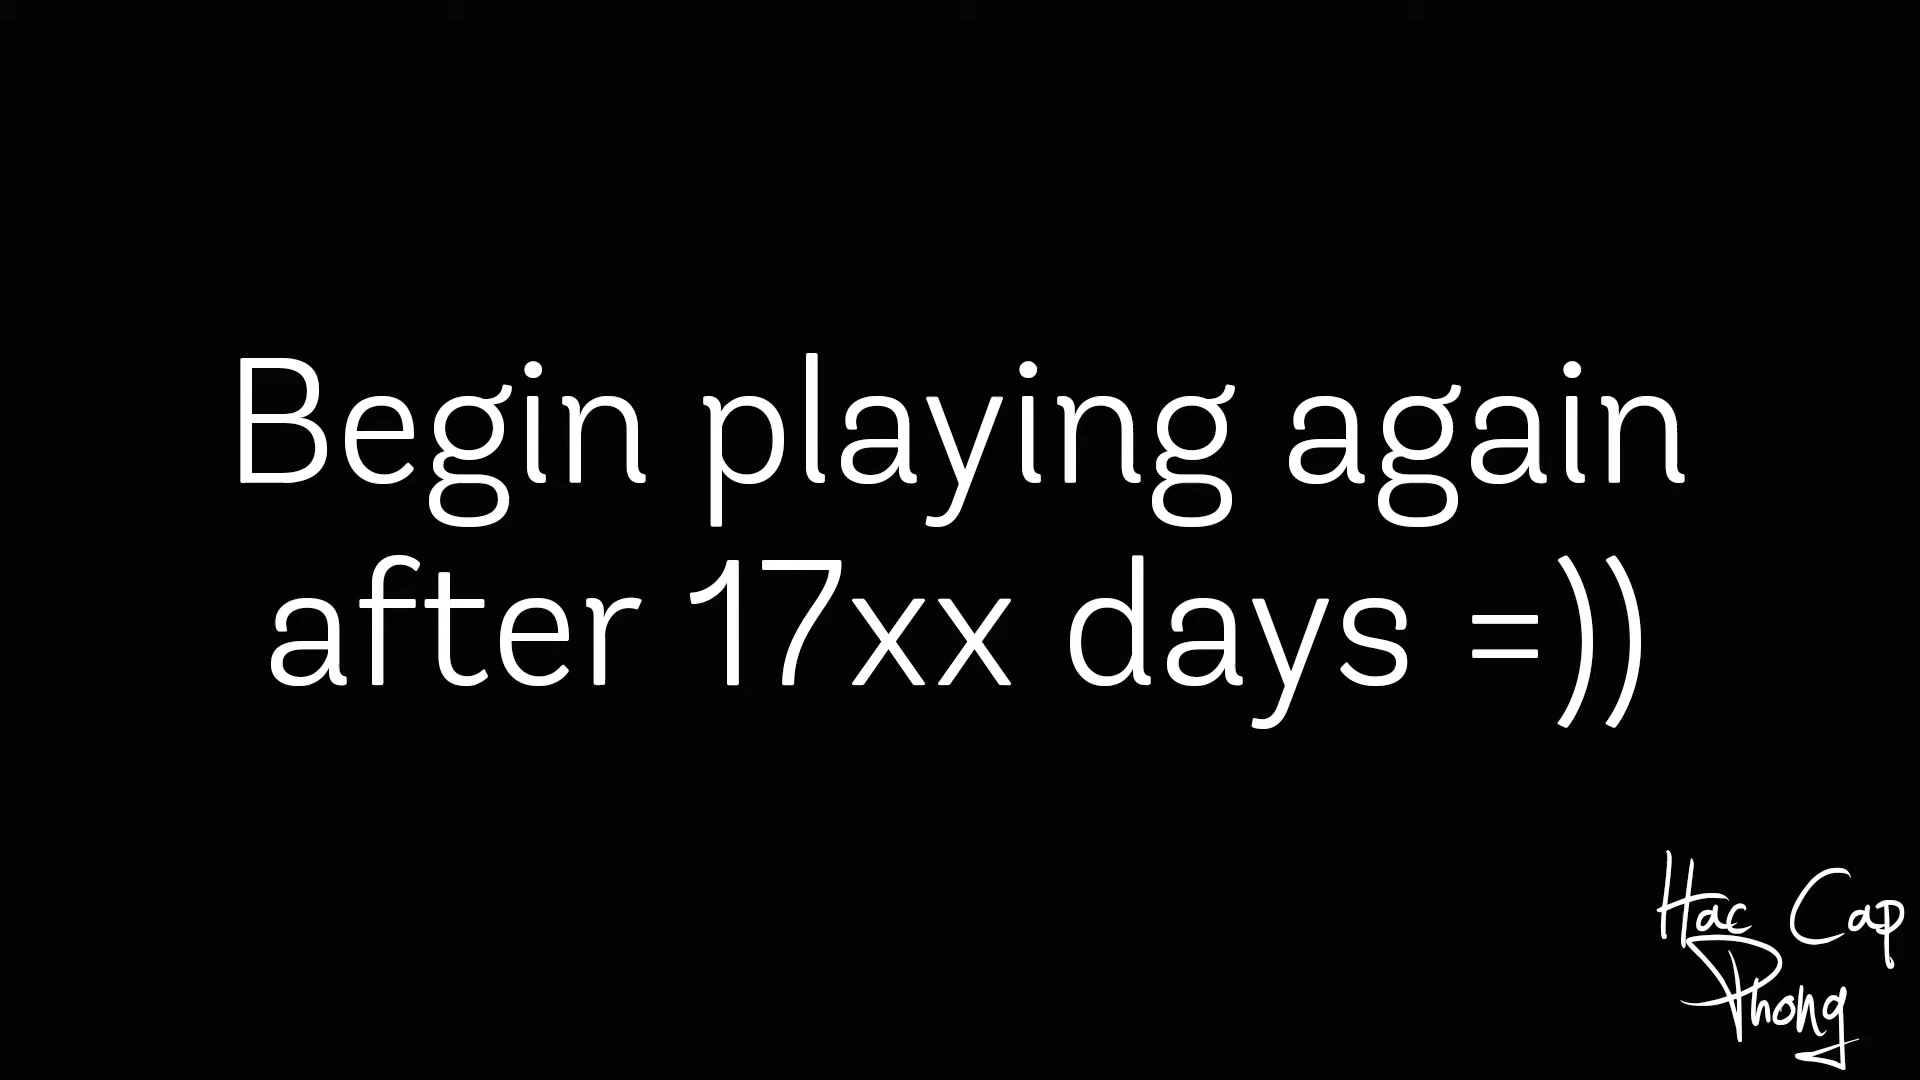 Begin playing again
after 17xx days =))
Hac Cap
Phong